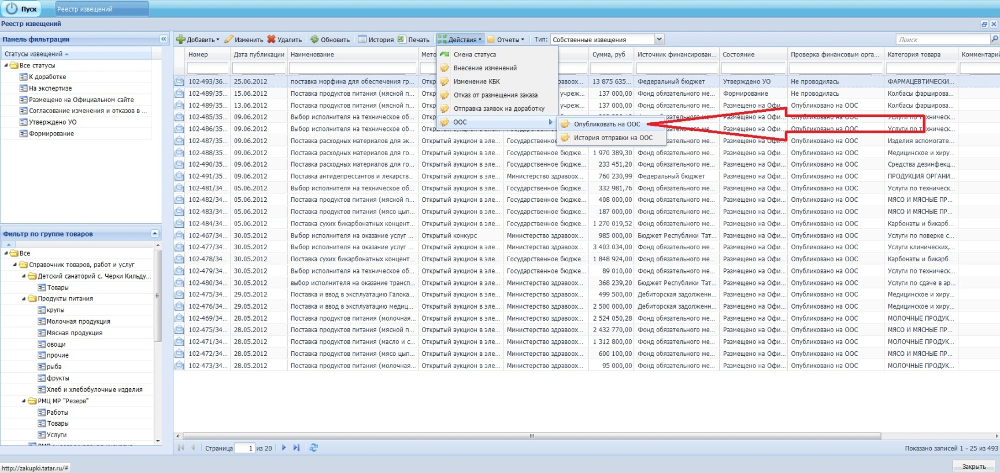 Пуск Реестр извещений
Реестр извещений
Панель фильтрации
Статусы извещений
Все статусы
К доработке
На экспертизе
Размещено на Официальном сайте
Согласование изменения и отказов в ...
Утверждено УО
Формирование
Фильтр по группе товаров
Все
Справочник товаров, работ и услуг
Детский санаторий с. Черки Кильду...
Товары
Продукты питания
крупы
Молочная продукция
Мясная продукция
овощи
прочие
рыба
фрукты
Хлеб и хлебобулочные изделия
РМЦ МР "Резерв"
Работы
Товары
Услуги
Добавить Изменить Удалить Обновить История Печать Действия Отчеты Тип: Собственные извещения Поиск
Номер Дата публикации Наименование Мето Сумма, руб Источник финансирован... Состояние Проверка финансовым орга... Категория товара Комментарий
Смена статуса
Внесение изменений
Изменение КБК
Отказ от размещения заказа
Отправка заявок на доработку
ООС
Опубликовать на ООС
История отправки на ООС
102-493/36... 25.06.2012 поставка морфина для обеспечения гр... Откр равоох... 13 875 635... Федеральный бюджет Утверждено УО Не проводилась ФАРМАЦЕВТИЧЕСКИ...
102-489/35... 15.06.2012 Поставка продуктов питания (мясной п... Откр учреж... 137 000,00 Фонд обязательного ме... Формирование Не проводилась Колбасы фарширова...
102-489/35... 13.06.2012 Поставка продуктов питания (мясной п... Откр учреж... 137 000,00 Фонд обязательного ме... Размещено на Офи... Опубликовано на ООС Колбасы фарширова...
102-485/35... 09.06.2012 Выбор исполнителя на техническое об... Откр Размещено на Офи... Опубликовано на ООС Услуги по техническ...
102-486/35... 09.06.2012 Выбор исполнителя на техническое об... Размещено на Офи... Опубликовано на ООС Услуги по техническ...
102-487/35... 09.06.2012 Поставка расходных материалов для эк... Открытый аукцион в эле... Государственное Размещено на Офи... Опубликовано на ООС Изделия вспомогате...
102-488/35... 09.06.2012 Поставка расходных материалов для го... Открытый аукцион в эле... Государственное бюдже... 1 970 389,30 Фонд обязательного ме... Размещено на Офи... Опубликовано на ООС Медицинское и хиру...
102-490/35... 09.06.2012 Поставка расходных материалов для го... Открытый аукцион в эле... Государственное бюдже... 233 451,20 Фонд обязательного ме... Размещено на Офи... Опубликовано на ООС Средства дезинфекц...
102-491/35... 09.06.2012 Поставка антидепрессантов и лекарств... Открытый аукцион в эле... Министерство здравоох... 760 230,99 Федеральный бюджет Размещено на Офи... Опубликовано на ООС ПРОДУКЦИЯ ОРГАНИ...
102-481/34... 05.06.2012 Выбор исполнителя на техническое об... Открытый аукцион в эле... Государственное бюдже... 332 981,76 Фонд обязательного ме... Размещено на Офи... Опубликовано на ООС Услуги по техническ...
102-482/34... 05.06.2012 Поставка продуктов питания (мясной п... Открытый аукцион в эле... Государственное бюдже... 408 000,00 Фонд обязательного ме... Размещено на Офи... Опубликовано на ООС МЯСО И МЯСНЫЕ ПР...
102-483/34... 05.06.2012 Поставка продуктов питания (мясо цып... Открытый аукцион в эле... Государственное бюдже... 187 000,00 Фонд обязательного ме... Размещено на Офи... Опубликовано на ООС МЯСО И МЯСНЫЕ ПР...
102-484/34... 05.06.2012 Поставка сухих бикарбонатных концент... Открытый аукцион в эле... Государственное бюдже... 1 270 019,52 Фонд обязательного ме... Размещено на Офи... Опубликовано на ООС Карбонаты и бикарб...
102-467/34... 30.05.2012 Выбор исполнителя на оказание услуг ... Открытый конкурс Министерство здравоох... 985 000,00 Бюджет Республики Тат... Размещено на Офи... Опубликовано на ООС Услуги по поверке с...
102-477/34... 30.05.2012 Выбор исполнителя на оказание услуг ... Открытый аукцион в эле... Министерство здравоох... 3 403 034,00 Фонд обязательного ме... Размещено на Офи... Опубликовано на ООС Услуги клинических,...
102-478/34... 30.05.2012 Поставка сухих бикарбонатных концент... Открытый аукцион в эле... Государственное бюдже... 1 848 924,00 Фонд обязательного ме... Размещено на Офи... Опубликовано на ООС Карбонаты и бикарб...
102-479/34... 30.05.2012 Выбор исполнителя на техническое об... Открытый аукцион в эле... Государственное бюдже... 89 010,00 Фонд обязательного ме... Размещено на Офи... Опубликовано на ООС Услуги по техническ...
102-480/34... 30.05.2012 выбор исполнителя на оказание трансп... Открытый аукцион в эле... Министерство здравоох... 368 239,20 Бюджет Республики Тат... Размещено на Офи... Опубликовано на ООС Услуги по сдаче в ар...
102-475/34... 29.05.2012 Поставка и ввод в эксплуатацию Галока... Открытый аукцион в эле... Министерство здравоох... 499 500,00 Дебиторская задолженн... Размещено на Офи... Опубликовано на ООС Медицинское и хиру...
102-476/34... 29.05.2012 Поставка и ввод в эксплуатацию медиц... Открытый аукцион в эле... Министерство здравоох... 2 500 000,00 Дебиторская задолженн... Размещено на Офи... Опубликовано на ООС Медицинское и хиру...
102-469/34... 28.05.2012 Поставка продуктов питания (молочная... Открытый аукцион в эле... Министерство здравоох... 2 524 050,28 Фонд обязательного ме... Размещено на Офи... Опубликовано на ООС МОЛОЧНЫЕ ПРОДУК...
102-475/34... 28.05.2012 Поставка продуктов питания (мясной п... Открытый аукцион в эле... Министерство здравоох... 2 432 770,00 Фонд обязательного ме... Размещено на Офи... Опубликовано на ООС МЯСО И МЯСНЫЕ ПР...
102-471/34... 28.05.2012 Поставка продуктов питания (масло и с... Открытый аукцион в эле... Министерство здравоох... 1 312 800,00 Фонд обязательного ме... Размещено на Офи... Опубликовано на ООС МОЛОЧНЫЕ ПРОДУК...
102-472/34... 28.05.2012 Поставка продуктов питания (мясо цып... Открытый аукцион в эле... Министерство здравоох... 600 100,00 Фонд обязательного ме... Размещено на Офи... Опубликовано на ООС МЯСО И МЯСНЫЕ ПР...
102-473/34... 28.05.2012 Поставка продуктов питания (молочная... Открытый аукцион в эле... Министерство здравоох... 95 000,00 Фонд обязательного ме... Размещено на Офи... Опубликовано на ООС МОЛОЧНЫЕ ПРОДУК...
Страница 1 из 20 Показано записей 1 - 25 из 493
http://zakupki.tatar.ru/# Закрыть